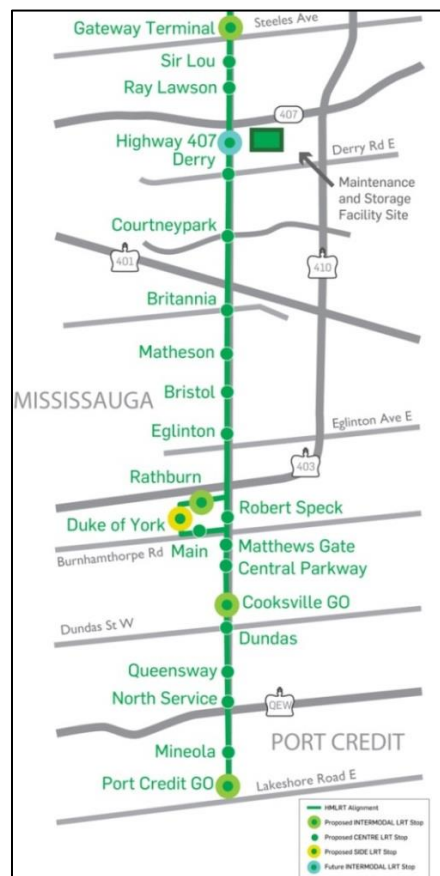 Gateway Terminal
Steeles Ave
Sir Lou
Ray Lawson
407
Highway 407
Derry
Derry Rd E
Maintenance
and Storage
Facility Site
Courtneypark
401
410
Britannia
Matheson
MISSISSAUGA
Bristol
Eglinton
Eglinton Ave E
403
Rathburn
Robert Speck
Duke of York
Main
Burnhamthorpe Rd
Matthews Gate
Central Parkway
Cooksville GO
Dundas St W
Dundas
Queensway
North Service
QEW
PORT CREDIT
Mineola
Port Credit GO
Lakeshore Road E
HMLRT Alignment
Proposed INTERMODAL LRT Stop
Proposed CENTRE LRT Stop
Proposed SIDE LRT Stop
Future INTERMODAL LRT Stop